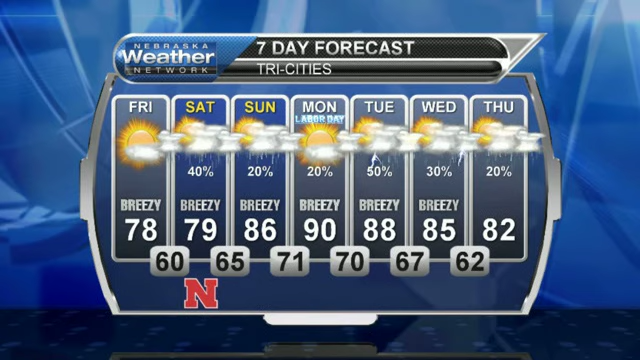 NEBRASKA
Weather
NETWORK
7 DAY FORECAST
TRI-CITIES
FRI SAT SUN MON TUE WED THU
LABOR DAY
40% 20% 20% 50% 30% 20%
BREEZY BREEZY BREEZY BREEZY BREEZY BREEZY
78 79 86 90 88 85 82
60 65 71 70 67 62
N